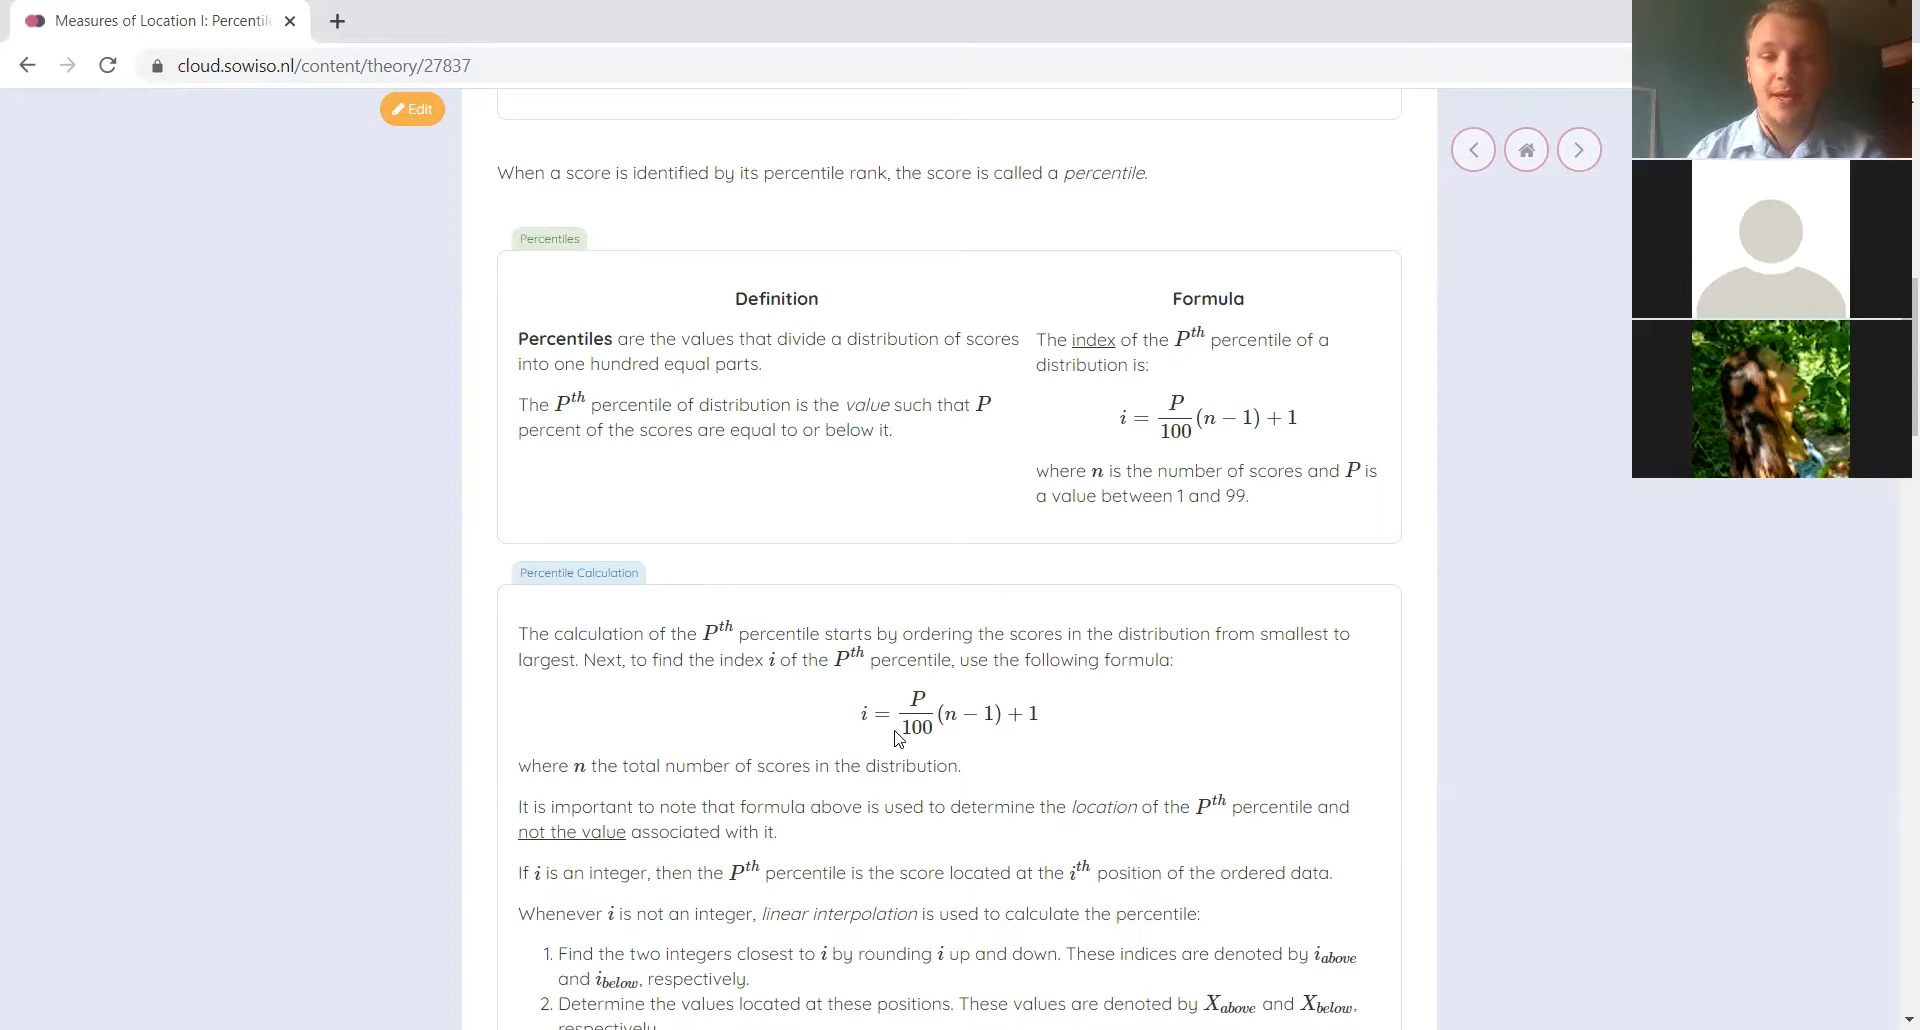 Measures of Location I: Percentil
cloud.sowiso.nl/content/theory/27837
Edit
When a score is identified by its percentile rank, the score is called a percentile.
Percentiles
Definition
Percentiles are the values that divide a distribution of scores
into one hundred equal parts.
The P^th percentile of distribution is the value such that P
percent of the scores are equal to or below it.
Formula
The index of the P^th percentile of a
distribution is:
i = P/100 (n − 1) + 1
where n is the number of scores and P is
a value between 1 and 99.
Percentile Calculation
The calculation of the P^th percentile starts by ordering the scores in the distribution from smallest to
largest. Next, to find the index i of the P^th percentile, use the following formula:
i = P/100 (n − 1) + 1
where n the total number of scores in the distribution.
It is important to note that formula above is used to determine the location of the P^th percentile and
not the value associated with it.
If i is an integer, then the P^th percentile is the score located at the i^th position of the ordered data.
Whenever i is not an integer, linear interpolation is used to calculate the percentile:
1. Find the two integers closest to i by rounding i up and down. These indices are denoted by i_above
and i_below, respectively.
2. Determine the values located at these positions. These values are denoted by X_above and X_below,
respectively.